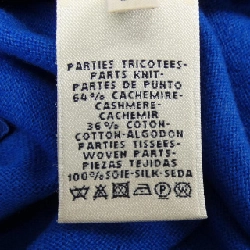 PARTIES TRICOTEES-
PARTS KNIT-
PARTES DE PUNTO
64% CACHEMIRE-
CASHMERE-
CACHEMIR
36% COTON-
COTTON-ALGODON
PARTIES TISSEES-
WOVEN PARTS-
PIEZAS TEJIDAS
100%SOIE-SILK-SEDA